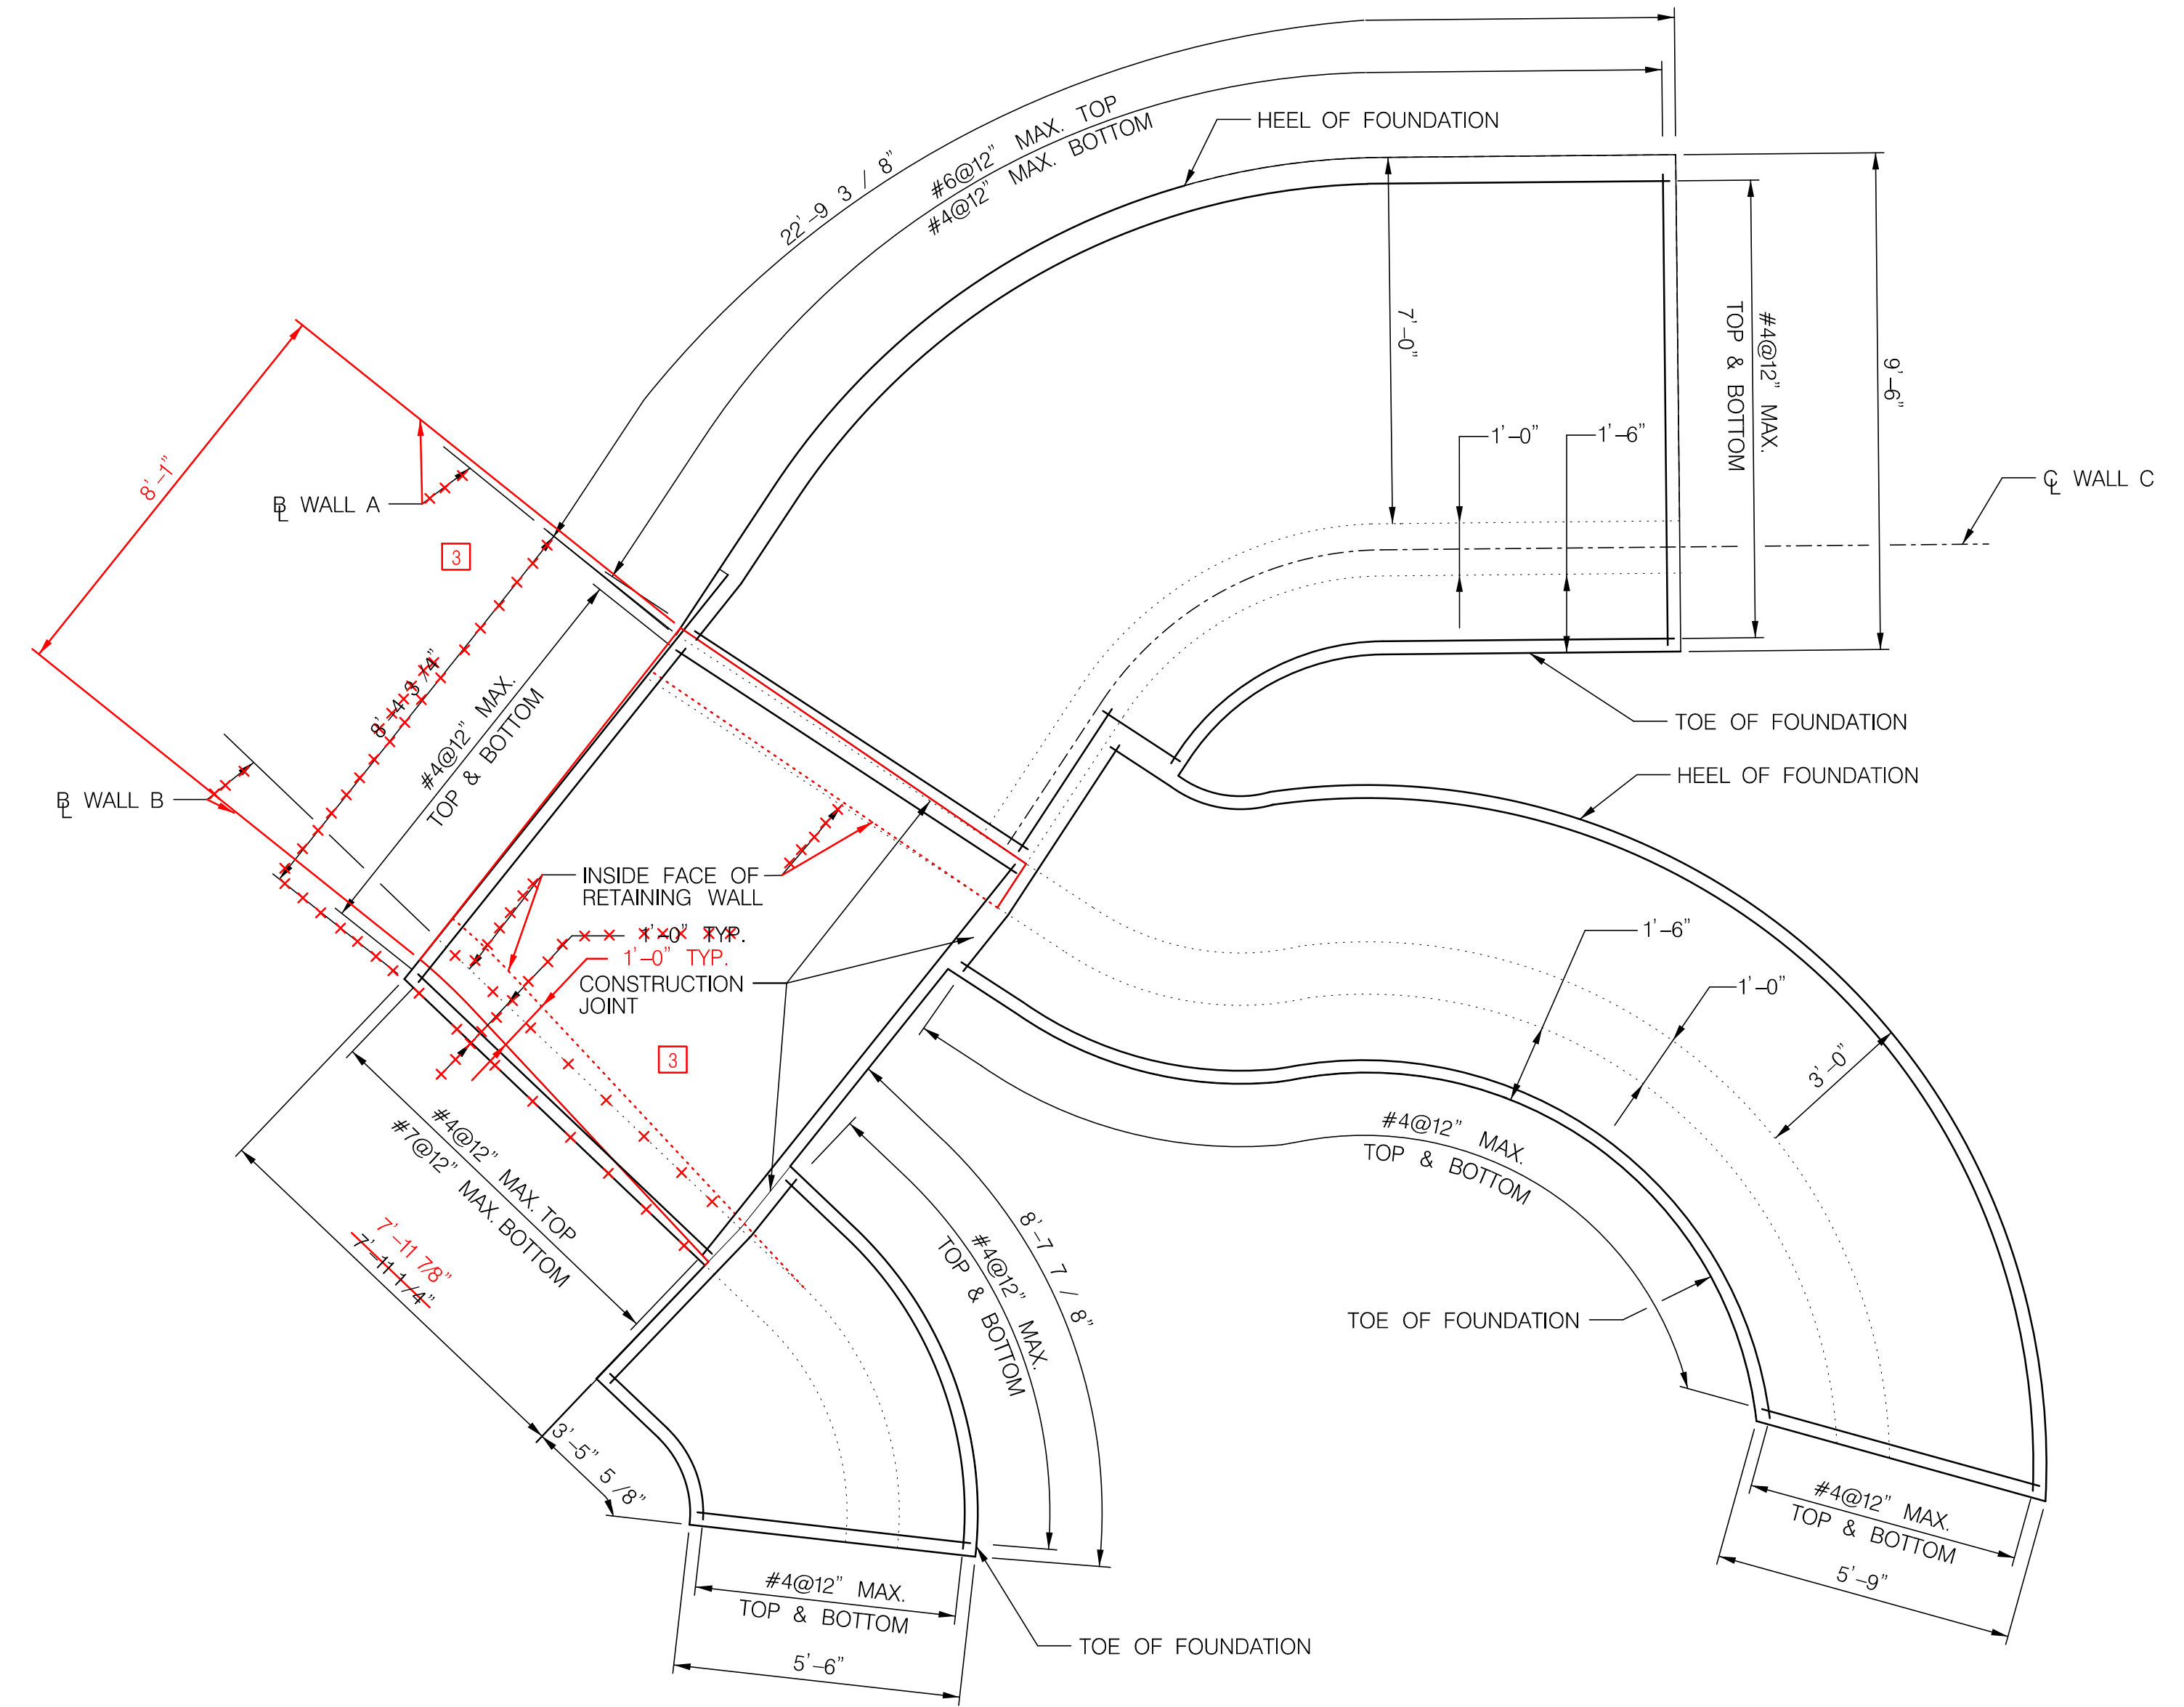 22'-9 3 / 8"
#6@12" MAX. TOP
#4@12" MAX. BOTTOM
HEEL OF FOUNDATION
7'-0"
#4@12" MAX.
TOP & BOTTOM
9'-6"
1'-0"
1'-6"
℄ WALL C
8'-1"
B̲L WALL A
3
8'-4 3/4"
#4@12" MAX.
TOP & BOTTOM
TOE OF FOUNDATION
HEEL OF FOUNDATION
BL WALL B
INSIDE FACE OF
RETAINING WALL
1'-0" TYP.
1'-0" TYP.
CONSTRUCTION
JOINT
3
1'-6"
1'-0"
3'-0"
#4@12" MAX.
TOP & BOTTOM
#4@12" MAX. TOP
#7@12" MAX. BOTTOM
7'-11 7/8"
7'-11 1/4"
8'-7 7 / 8"
#4@12" MAX.
TOP & BOTTOM
TOE OF FOUNDATION
3'-5" 5 /8"
#4@12" MAX.
TOP & BOTTOM
5'-9"
#4@12" MAX.
TOP & BOTTOM
5'-6"
TOE OF FOUNDATION